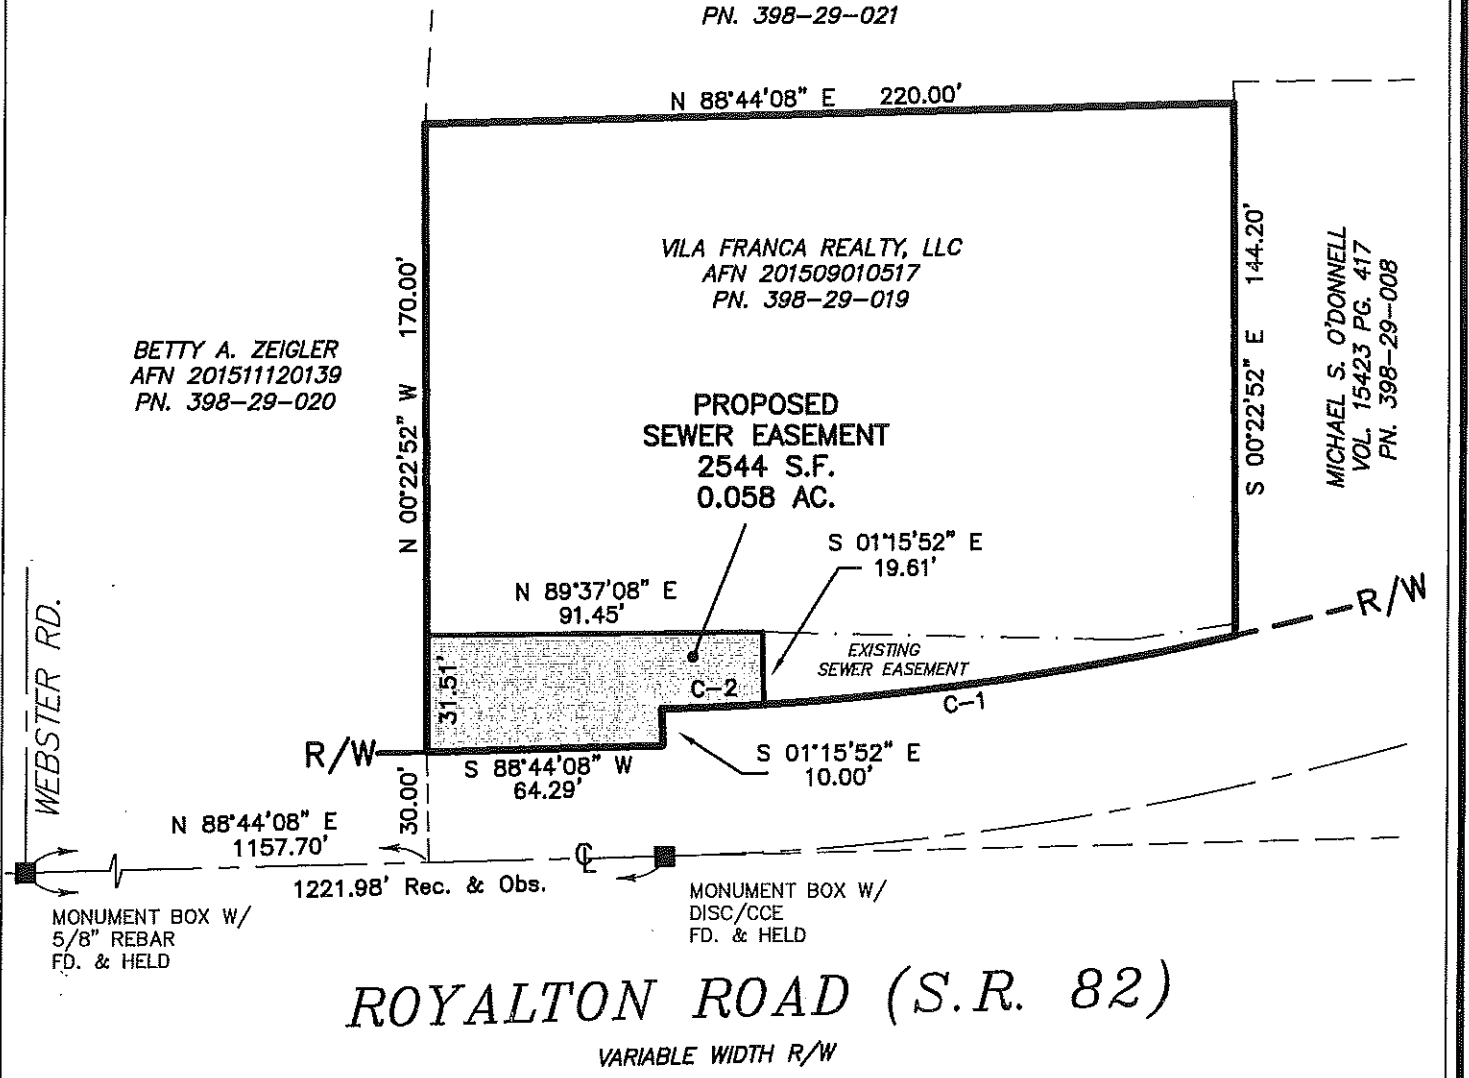 PN. 398-29-021
N 88°44'08" E 220.00'
VILA FRANCA REALTY, LLC
AFN 201509010517
PN. 398-29-019
BETTY A. ZEIGLER
AFN 201511120139
PN. 398-29-020
N 00°22'52" W 170.00'
S 00°22'52" E 144.20'
MICHAEL S. O'DONNELL
VOL. 15423 PG. 417
PN. 398-29-008
PROPOSED
SEWER EASEMENT
2544 S.F.
0.058 AC.
S 01°15'52" E
19.61'
N 89°37'08" E
91.45'
R/W
EXISTING
SEWER EASEMENT
C-2
C-1
31.51'
WEBSTER RD.
R/W
S 88°44'08" W
64.29'
S 01°15'52" E
10.00'
30.00'
N 88°44'08" E
1157.70'
CL
1221.98' Rec. & Obs.
MONUMENT BOX W/
5/8" REBAR
FD. & HELD
MONUMENT BOX W/
DISC/CCE
FD. & HELD
ROYALTON ROAD (S.R. 82)
VARIABLE WIDTH R/W